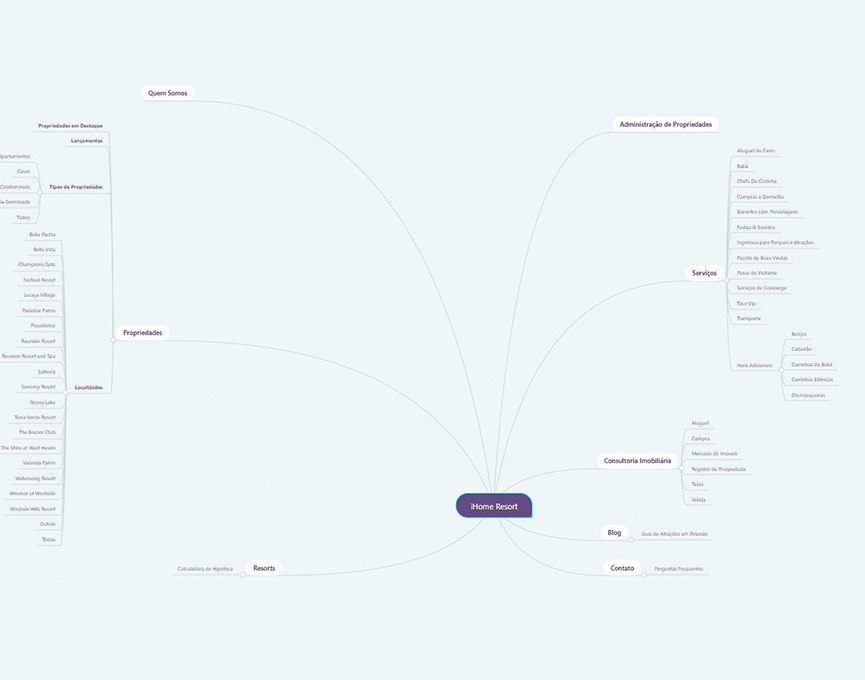 Quem Somos
Propriedades em Destaque
Lançamentos
Apartamentos
Casas
Condomínios
Tipos de Propriedades
Geminada
Todos
Bella Piazza
Bella Vida
Champions Gate
Festival Resort
Lucaya Village
Paradise Palms
Providence
Reunion Resort
Reunion Resort and Spa
Solterra
Sonoma Resort
Storey Lake
Terra Verde Resort
The Encore Club
The Shire at West Haven
Veranda Palms
Watersong Resort
Windsor at Westside
Windsor Hills Resort
Outros
Todos
Localidades
Propriedades
Calculadora de Hipoteca
Resorts
iHome Resort
Administração de Propriedades
Serviços
Aluguel de Carro
Babá
Chefs De Cozinha
Compras à Domicílio
Encontro com Personagens
Festas & Eventos
Ingressos para Parques e Atrações
Pacote de Boas Vindas
Passe de Visitante
Serviços de Concierge
Tour Vip
Transporte
Itens Adicionais
Berços
Cadeirão
Carrinhos de Bebê
Carrinhos Elétricos
Churrasqueiras
Consultoria Imobiliária
Aluguel
Compra
Mercado de Imóveis
Registro de Propriedade
Taxas
Venda
Blog
Guia de Atrações em Orlando
Contato
Perguntas Frequentes